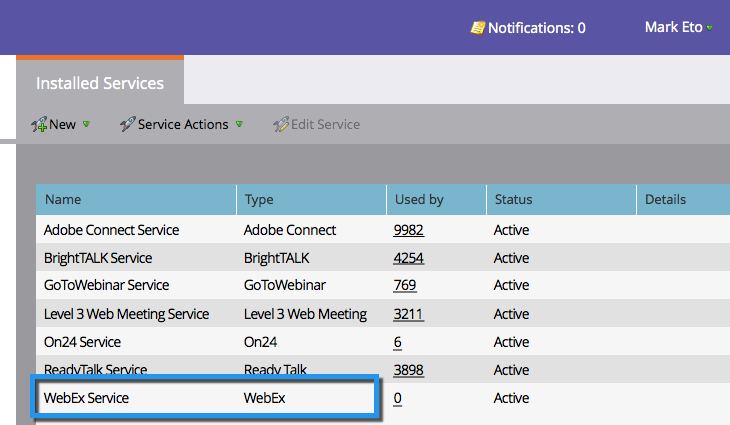 Notifications: 0 Mark Eto
Installed Services
New Service Actions Edit Service
Name Type Used by Status Details
Adobe Connect Service Adobe Connect 9982 Active
BrightTALK Service BrightTALK 4254 Active
GoToWebinar Service GoToWebinar 769 Active
Level 3 Web Meeting Service Level 3 Web Meeting 3211 Active
On24 Service On24 6 Active
ReadyTalk Service Ready Talk 3898 Active
WebEx Service WebEx 0 Active